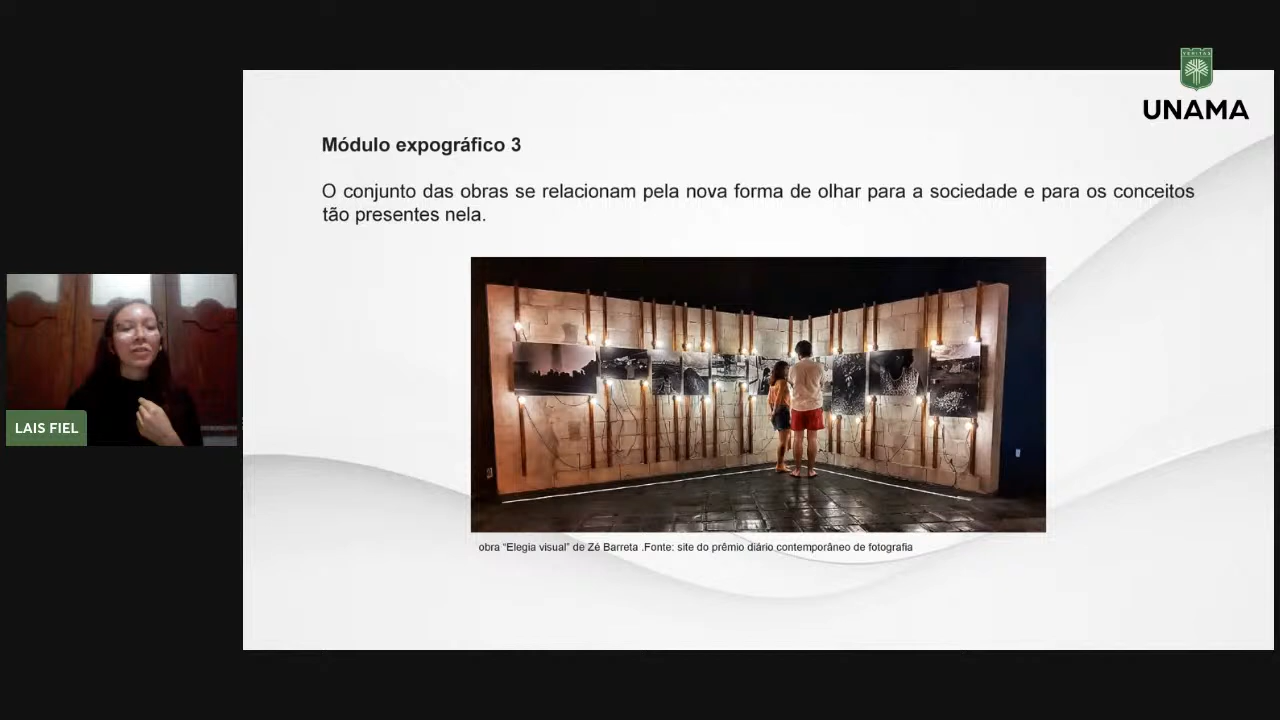 UNAMA
Módulo expográfico 3
O conjunto das obras se relacionam pela nova forma de olhar para a sociedade e para os conceitos
tão presentes nela.
LAIS FIEL
obra “Elegia visual” de Zé Barreta .Fonte: site do prêmio diário contemporâneo de fotografia